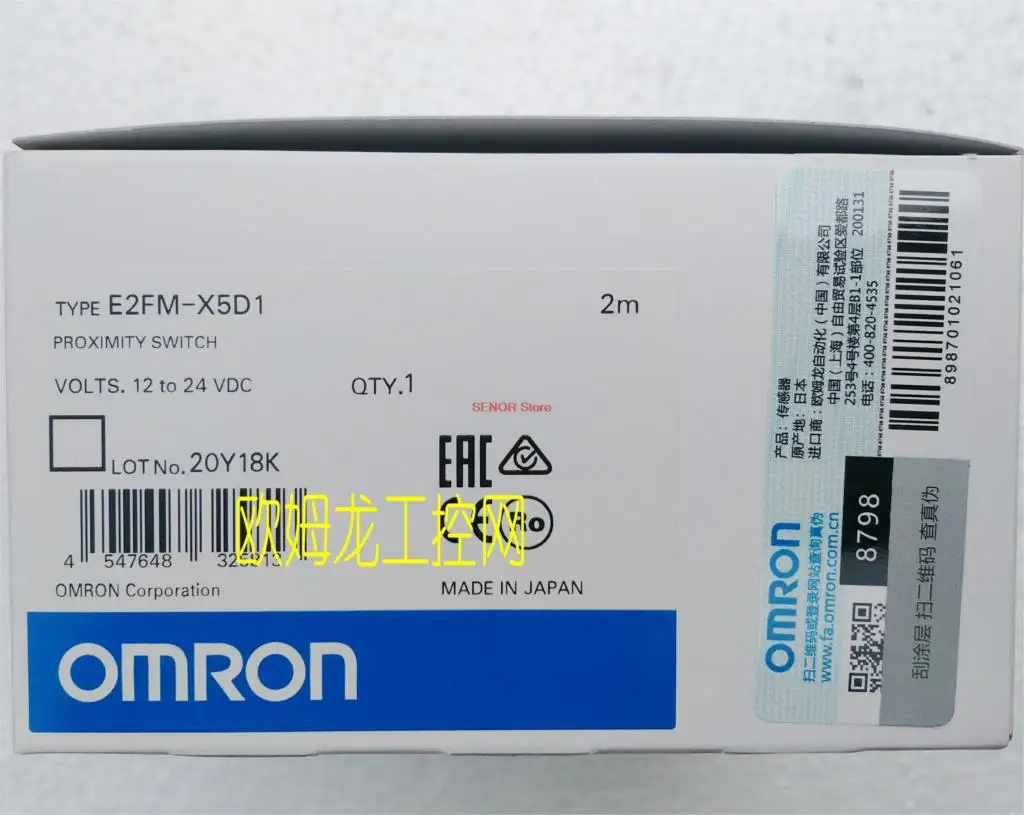 TYPE E2FM-X5D1 2m
PROXIMITY SWITCH
VOLTS. 12 to 24 VDC QTY.1
SENOR Store
LOT No. 20Y18K
EAC
欧姆龙工控网
4 547648
OMRON Corporation MADE IN JAPAN
OMRON
产品：传感器
原产地：日本
进口商：欧姆龙自动化（中国）有限公司
中国（上海）自由贸易试验区爱都路
253号4号楼第4层B1-1部位 200131
电话：400-820-4535
8987010210​61
OMRON
扫二维码或登录网站查询真伪
www.fa.omron.com.cn
8798
刮涂层 扫二维码 查真伪